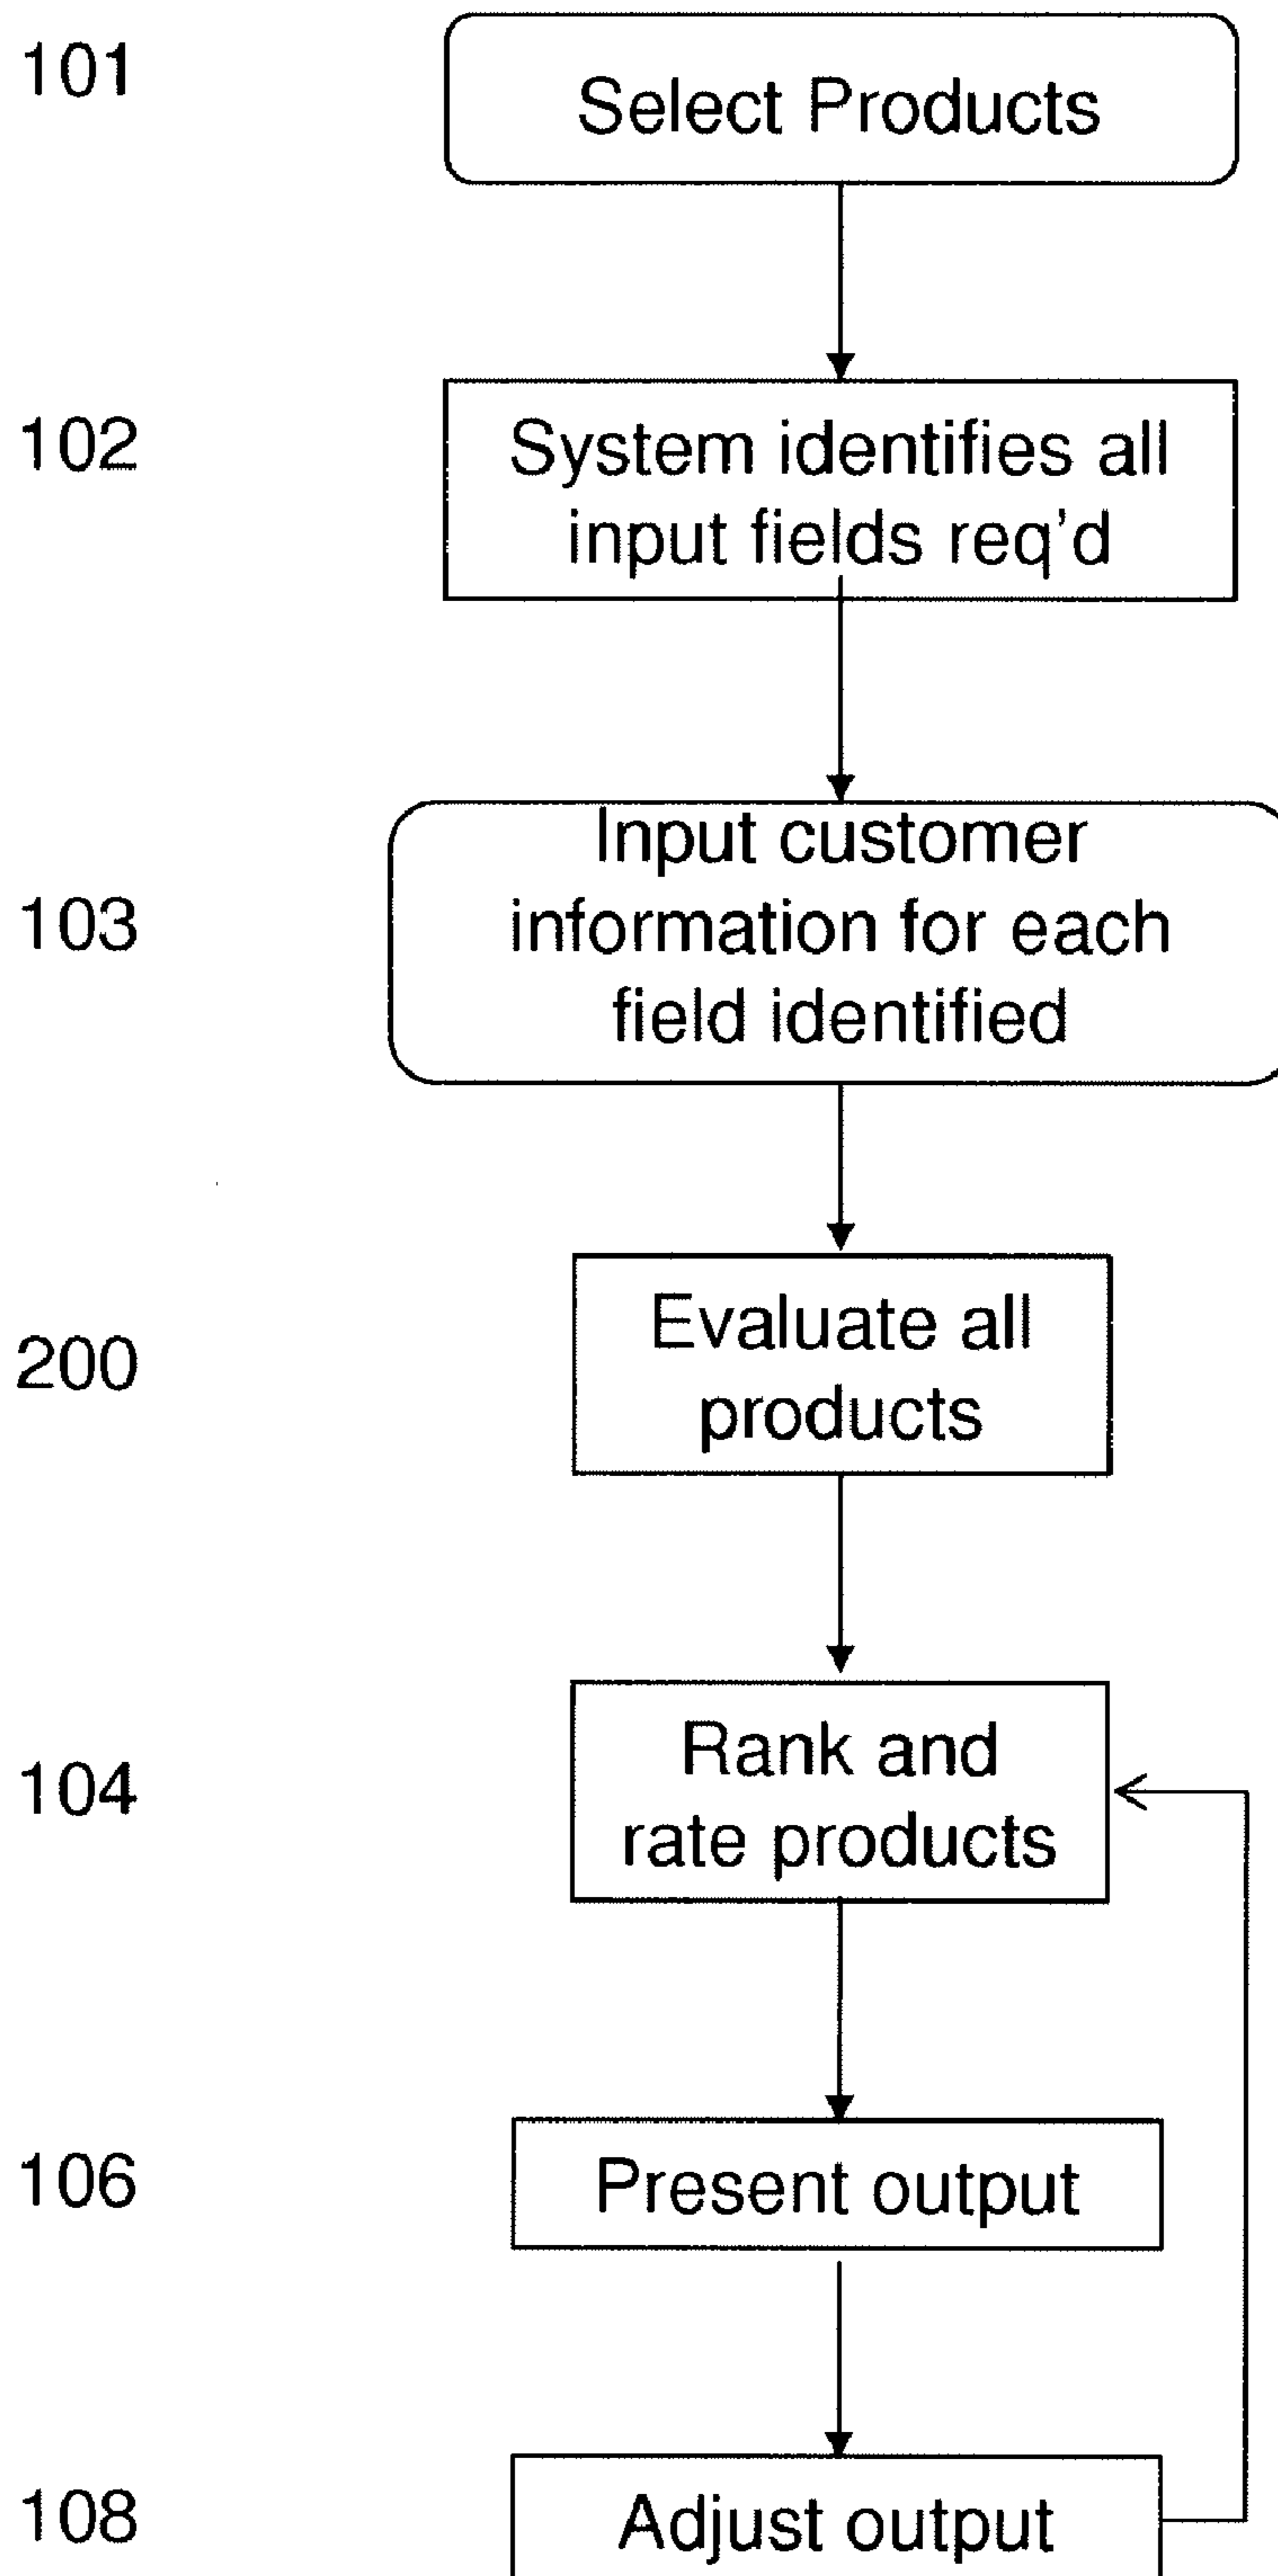 101
Select Products
102
System identifies all
input fields req'd
103
Input customer
information for each
field identified
200
Evaluate all
products
104
Rank and
rate products
106
Present output
108
Adjust output